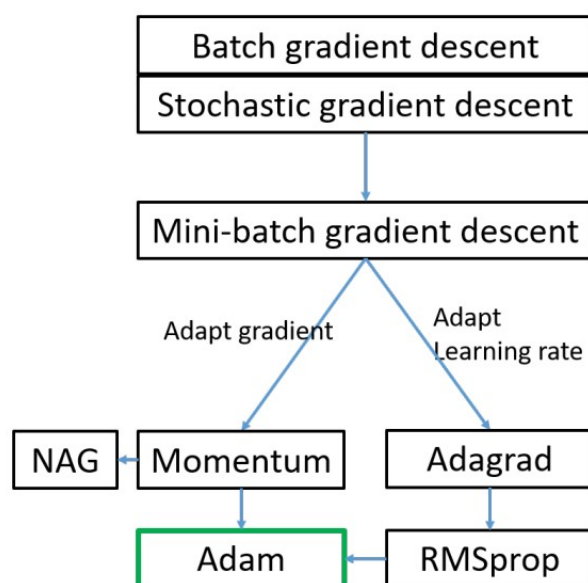 Batch gradient descent
Stochastic gradient descent
Mini-batch gradient descent
Adapt gradient
Adapt
Learning rate
NAG
Momentum
Adagrad
Adam
RMSprop